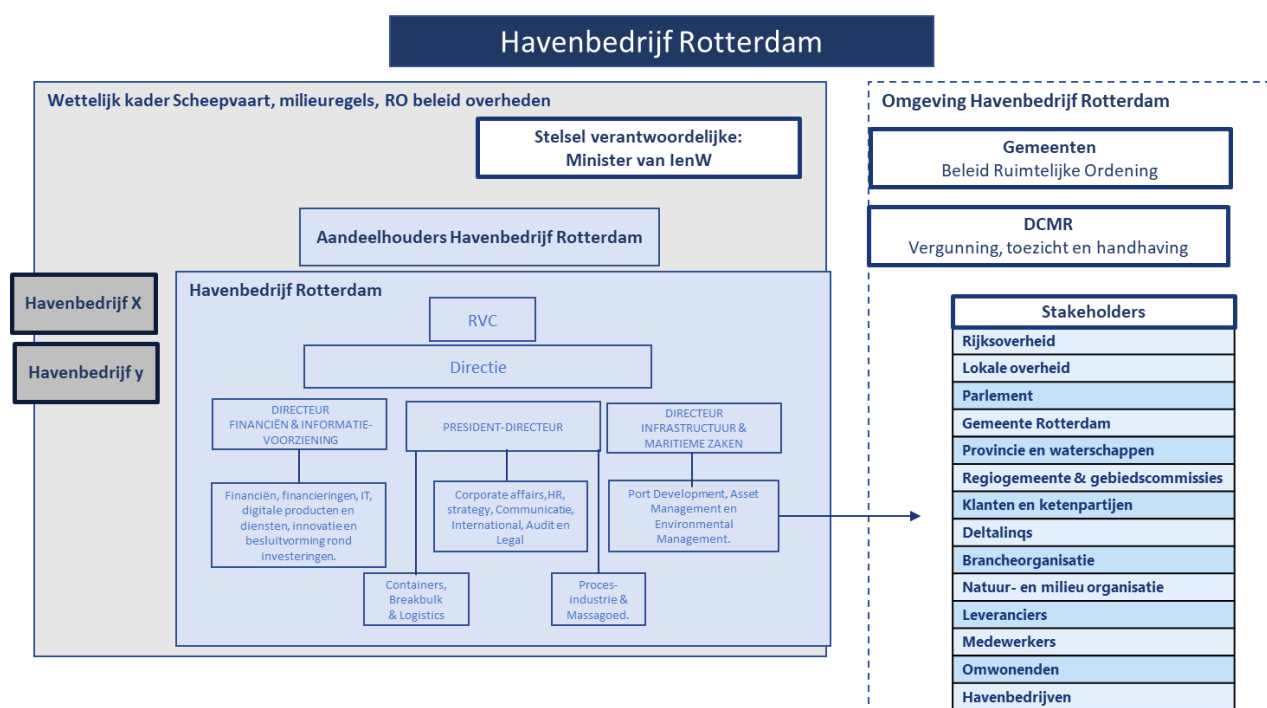 Havenbedrijf Rotterdam
Wettelijk kader Scheepvaart, milieuregels, RO beleid overheden
Stelsel verantwoordelijke:
Minister van IenW
Aandeelhouders Havenbedrijf Rotterdam
Havenbedrijf X
Havenbedrijf y
Havenbedrijf Rotterdam
RVC
Directie
DIRECTEUR
FINANCIËN & INFORMATIE-
VOORZIENING
PRESIDENT-DIRECTEUR
DIRECTEUR
INFRASTRUCTUUR &
MARITIEME ZAKEN
Financiën, financieringen, IT,
digitale producten en
diensten, innovatie en
besluitvorming rond
investeringen.
Corporate affairs,HR,
strategy, Communicatie,
International, Audit en
Legal
Port Development, Asset
Management en
Environmental
Management.
Containers,
Breakbulk
& Logistics
Proces-
industrie &
Massagoed.
Omgeving Havenbedrijf Rotterdam
Gemeenten
Beleid Ruimtelijke Ordening
DCMR
Vergunning, toezicht en handhaving
Stakeholders
Rijksoverheid
Lokale overheid
Parlement
Gemeente Rotterdam
Provincie en waterschappen
Regiogemeente & gebiedscommissies
Klanten en ketenpartijen
Deltalinqs
Brancheorganisatie
Natuur- en milieu organisatie
Leveranciers
Medewerkers
Omwonenden
Havenbedrijven